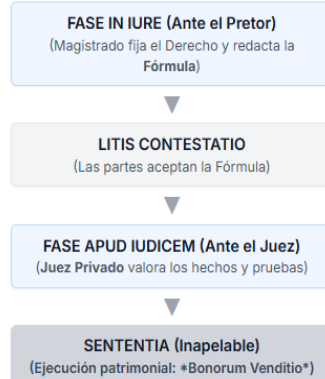 FASE IN IURE (Ante el Pretor)
(Magistrado fija el Derecho y redacta la
Fórmula)
LITIS CONTESTATIO
(Las partes aceptan la Fórmula)
FASE APUD IUDICEM (Ante el Juez)
(Juez Privado valora los hechos y pruebas)
SENTENTIA (Inapelable)
(Ejecución patrimonial: *Bonorum Venditio*)